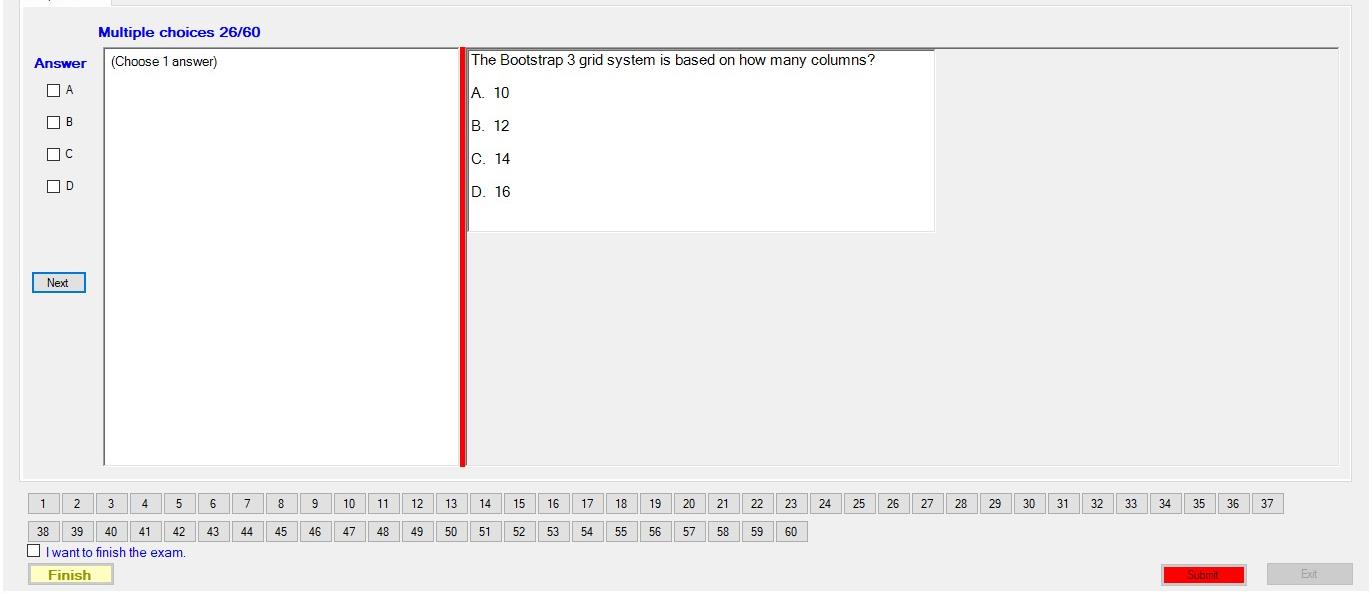 Multiple choices 26/60
Answer
(Choose 1 answer)
A
B
C
D
Next
The Bootstrap 3 grid system is based on how many columns?
A. 10
B. 12
C. 14
D. 16
1 2 3 4 5 6 7 8 9 10 11 12 13 14 15 16 17 18 19 20 21 22 23 24 25 26 27 28 29 30 31 32 33 34 35 36 37
38 39 40 41 42 43 44 45 46 47 48 49 50 51 52 53 54 55 56 57 58 59 60
I want to finish the exam.
Finish
Submit
Exit